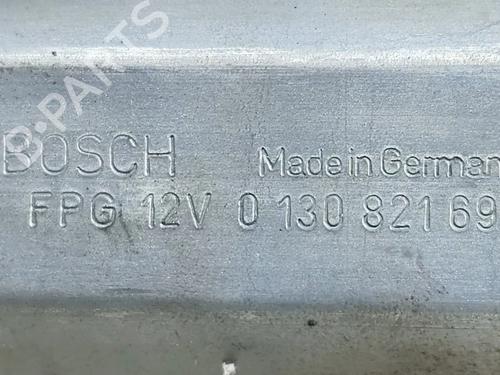 B-PARTS
BOSCH Made in German
FPG 12V 0 130 821 69